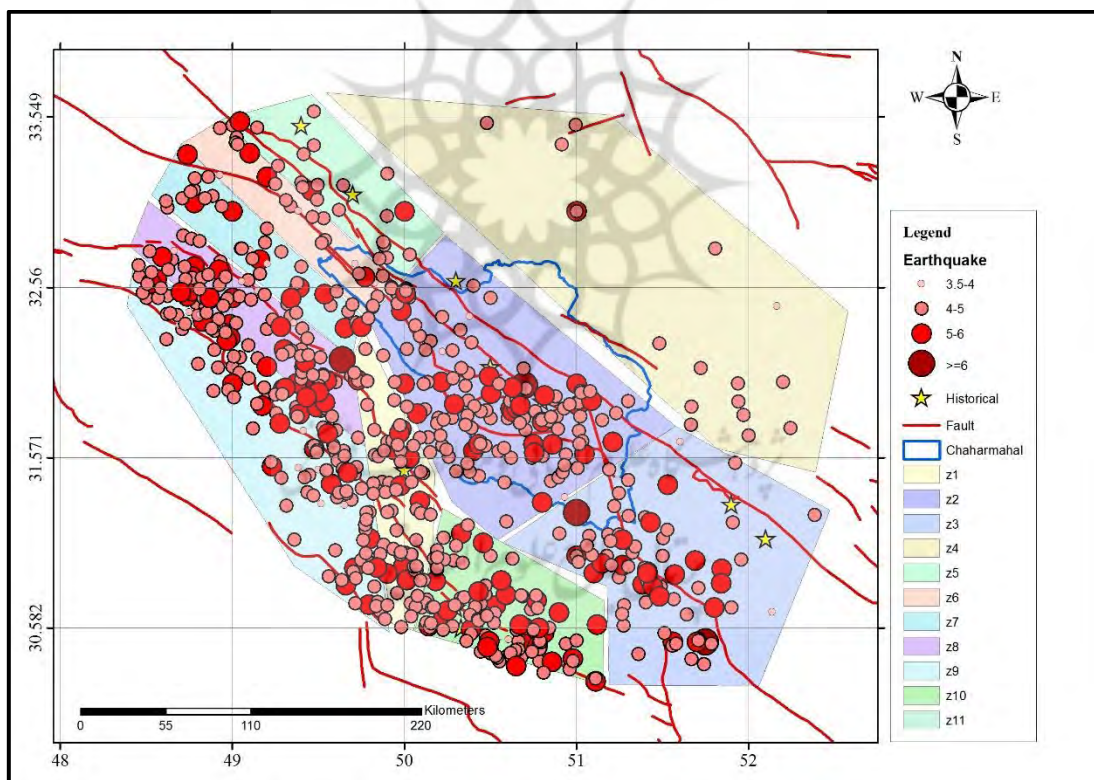 N
W E
S
33.549
32.56
31.571
30.582
48 49 50 51 52
0 55 110 220
Kilometers
Legend
Earthquake
3.5-4
4-5
5-6
>=6
Historical
Fault
Chaharmahal
z1
z2
z3
z4
z5
z6
z7
z8
z9
z10
z11